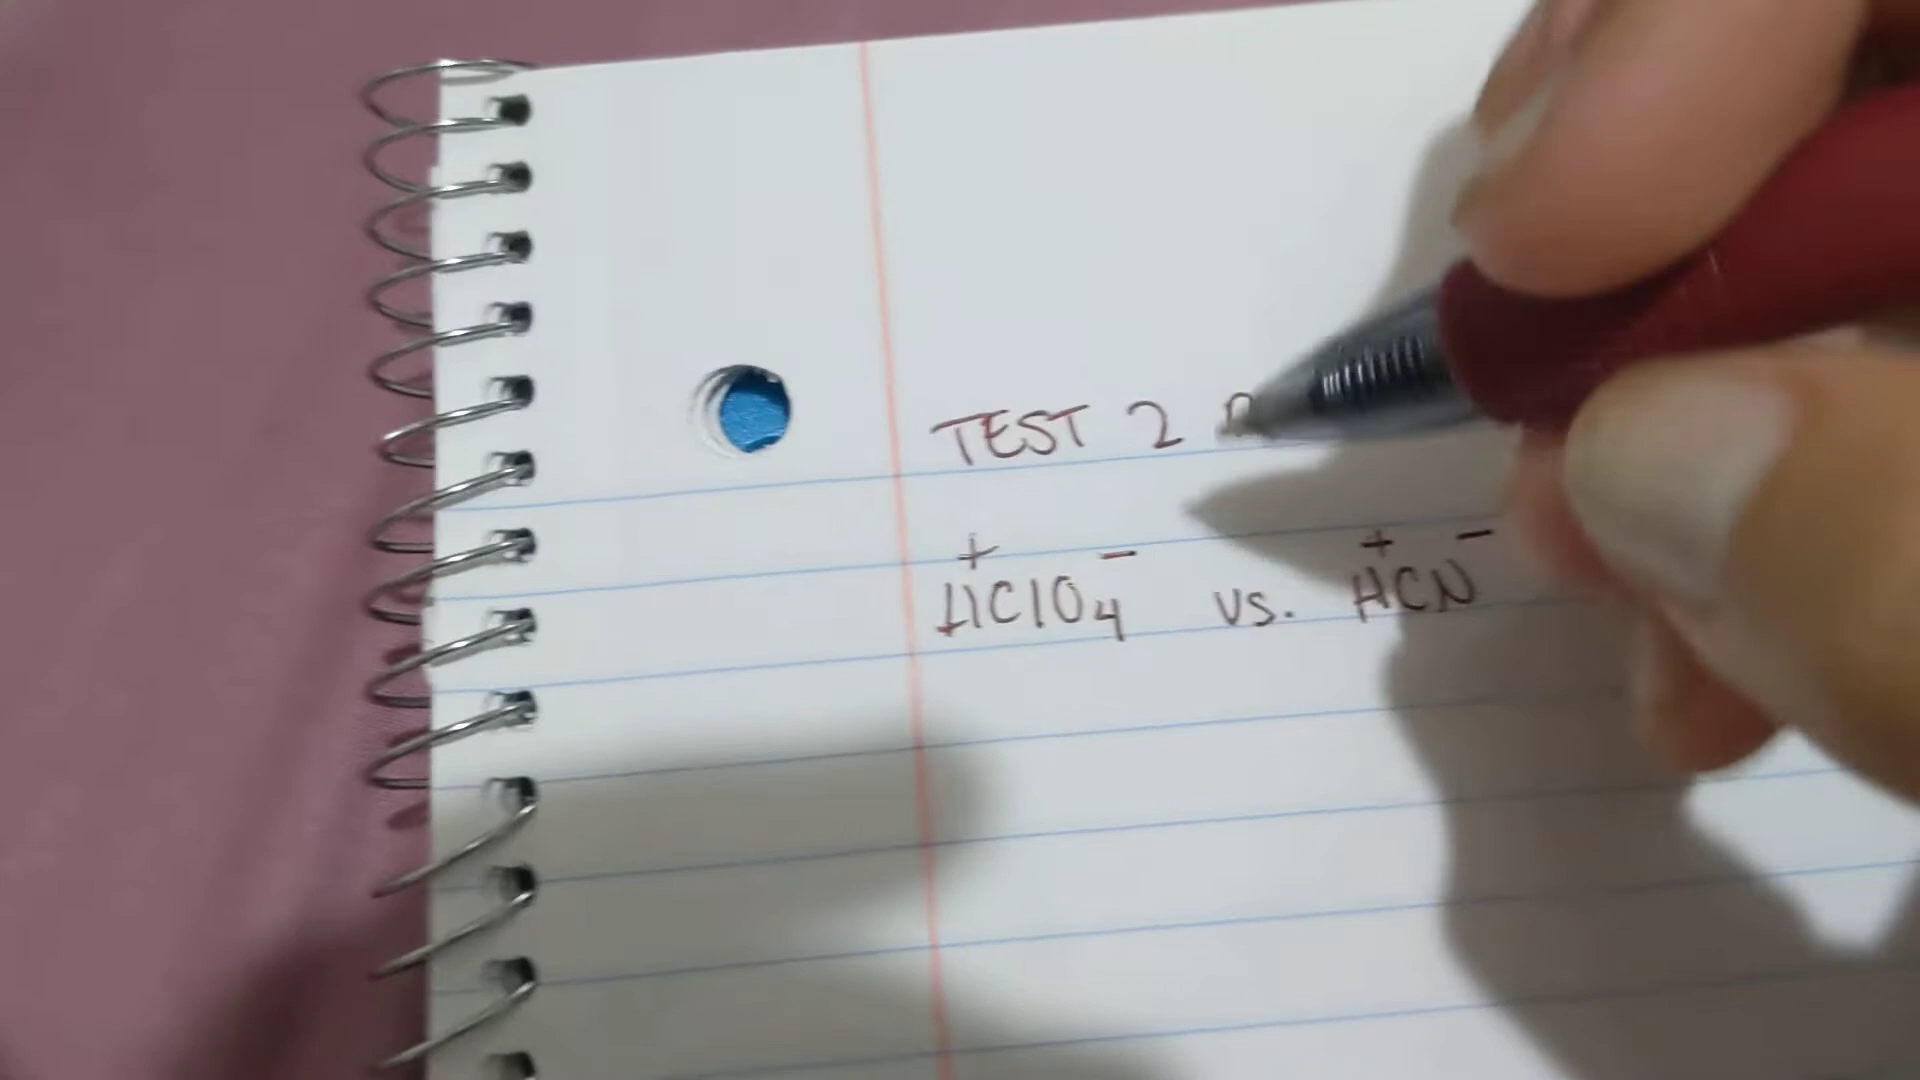 TEST 2
+ − + −
HClO4 vs. HCN